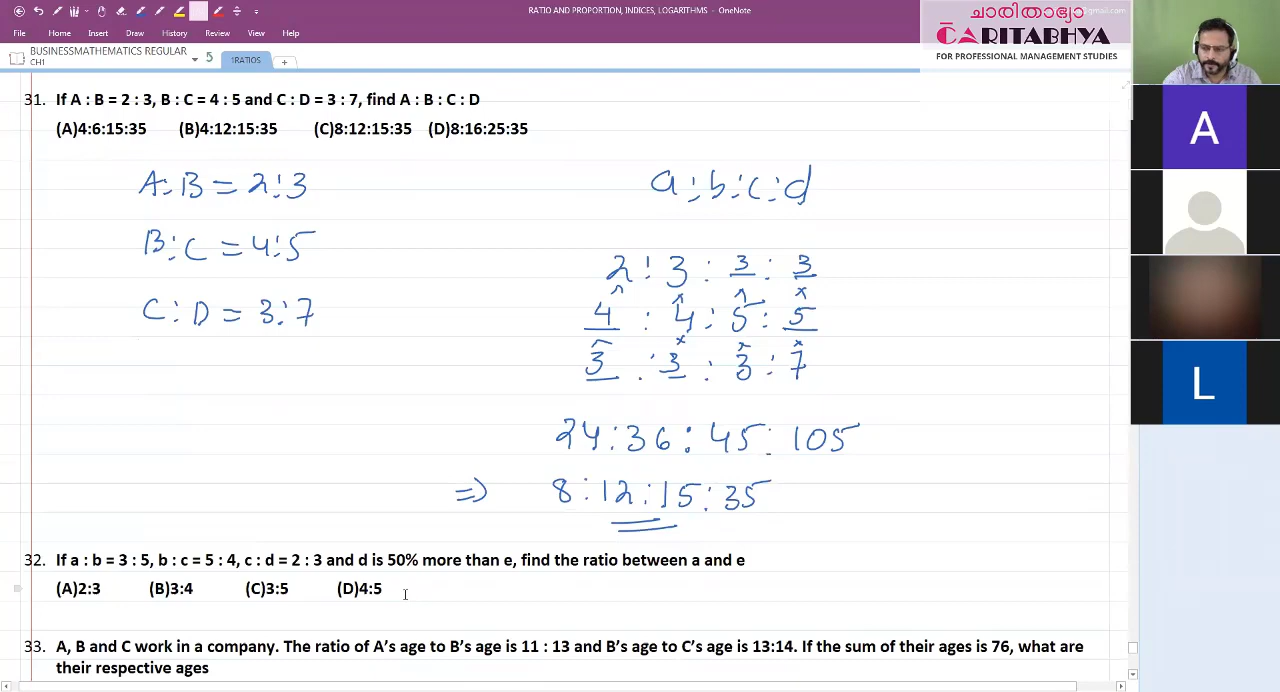 RATIO AND PROPORTION, INDICES, LOGARITHMS - OneNote
File Home Insert Draw History Review View Help
ചാരിതാഭ്യാ
@gmail.com
CARITABHYA
FOR PROFESSIONAL MANAGEMENT STUDIES
BUSINESSMATHEMATICS REGULAR
CH1
5
1RATIOS
31. If A : B = 2 : 3, B : C = 4 : 5 and C : D = 3 : 7, find A : B : C : D
(A)4:6:15:35 (B)4:12:15:35 (C)8:12:15:35 (D)8:16:25:35
A:B = 2:3
a:b:c:d
B:C = 4:5
2:3:3:3
C:D = 3:7
4:4:5:5
3:3:3:7
24:36:45:105
=> 8:12:15:35
32. If a : b = 3 : 5, b : c = 5 : 4, c : d = 2 : 3 and d is 50% more than e, find the ratio between a and e
(A)2:3 (B)3:4 (C)3:5 (D)4:5
33. A, B and C work in a company. The ratio of A’s age to B’s age is 11 : 13 and B’s age to C’s age is 13:14. If the sum of their ages is 76, what are
their respective ages
A
L